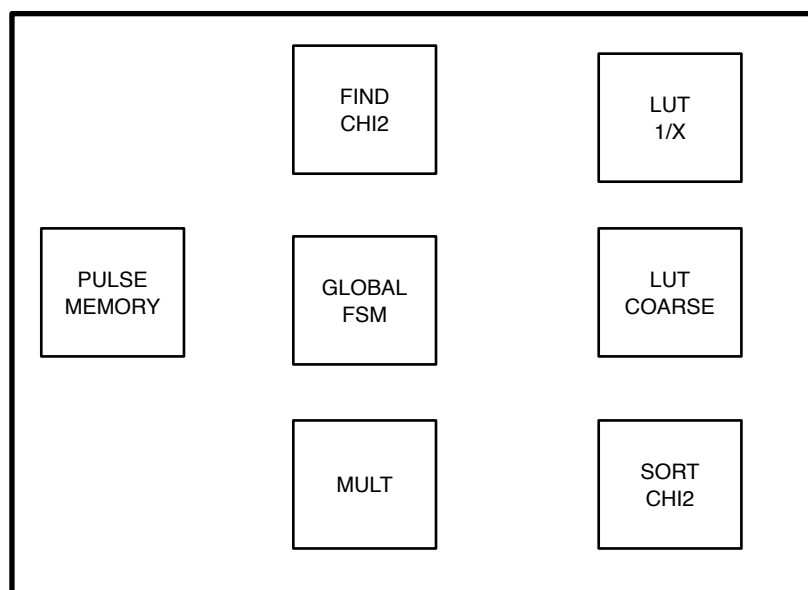 FIND
CHI2
LUT
1/X
PULSE
MEMORY
GLOBAL
FSM
LUT
COARSE
MULT
SORT
CHI2